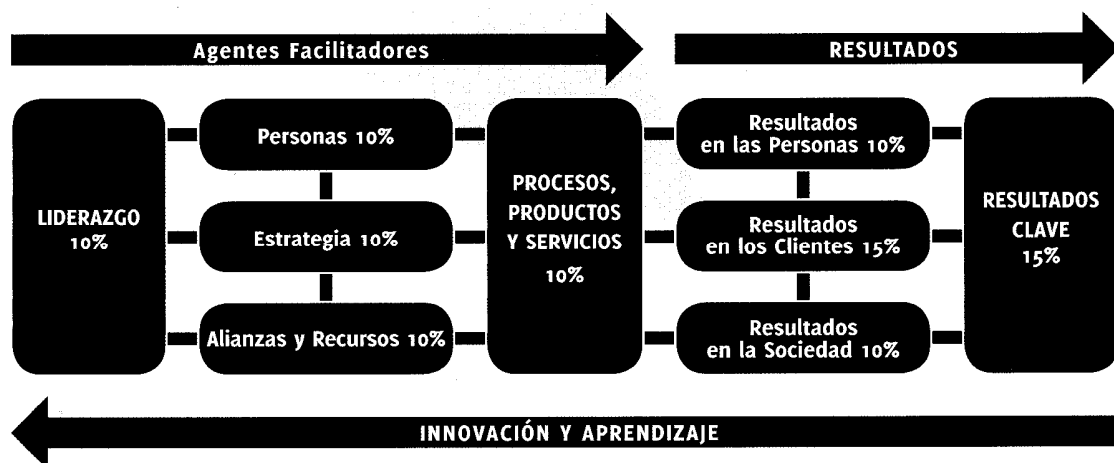 Agentes Facilitadores
RESULTADOS
LIDERAZGO
10%
Personas 10%
Estrategia 10%
Alianzas y Recursos 10%
PROCESOS,
PRODUCTOS
Y SERVICIOS
10%
Resultados
en las Personas 10%
Resultados
en los Clientes 15%
Resultados
en la Sociedad 10%
RESULTADOS
CLAVE
15%
INNOVACIÓN Y APRENDIZAJE